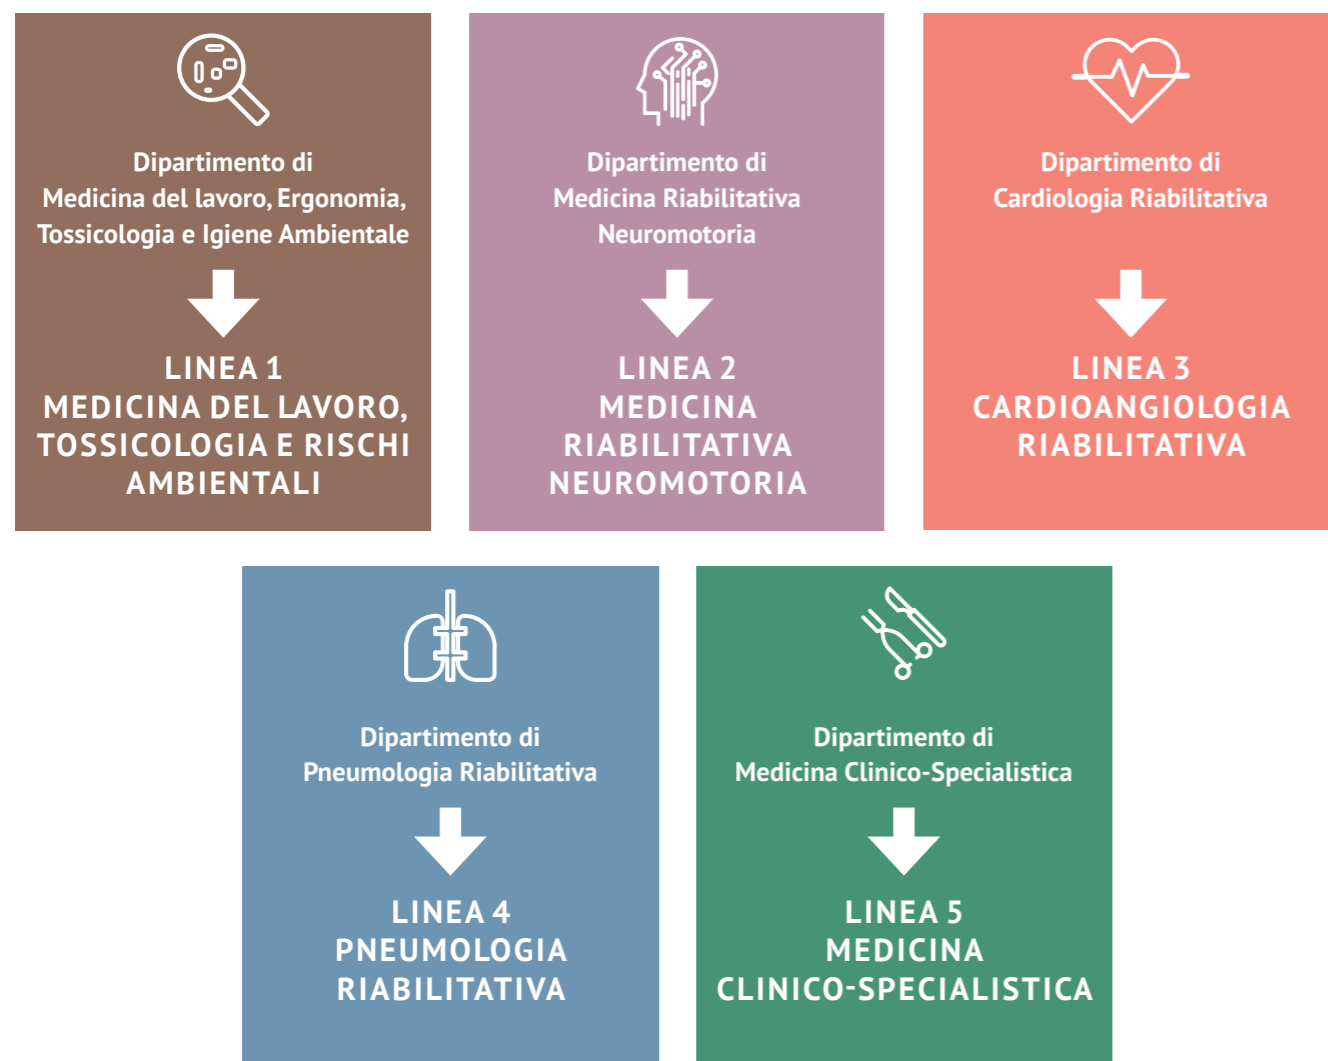 Dipartimento di
Medicina del lavoro, Ergonomia,
Tossicologia e Igiene Ambientale
LINEA 1
MEDICINA DEL LAVORO,
TOSSICOLOGIA E RISCHI
AMBIENTALI
Dipartimento di
Medicina Riabilitativa
Neuromotoria
LINEA 2
MEDICINA
RIABILITATIVA
NEUROMOTORIA
Dipartimento di
Cardiologia Riabilitativa
LINEA 3
CARDIOANGIOLOGIA
RIABILITATIVA
Dipartimento di
Pneumologia Riabilitativa
LINEA 4
PNEUMOLOGIA
RIABILITATIVA
Dipartimento di
Medicina Clinico-Specialistica
LINEA 5
MEDICINA
CLINICO-SPECIALISTICA